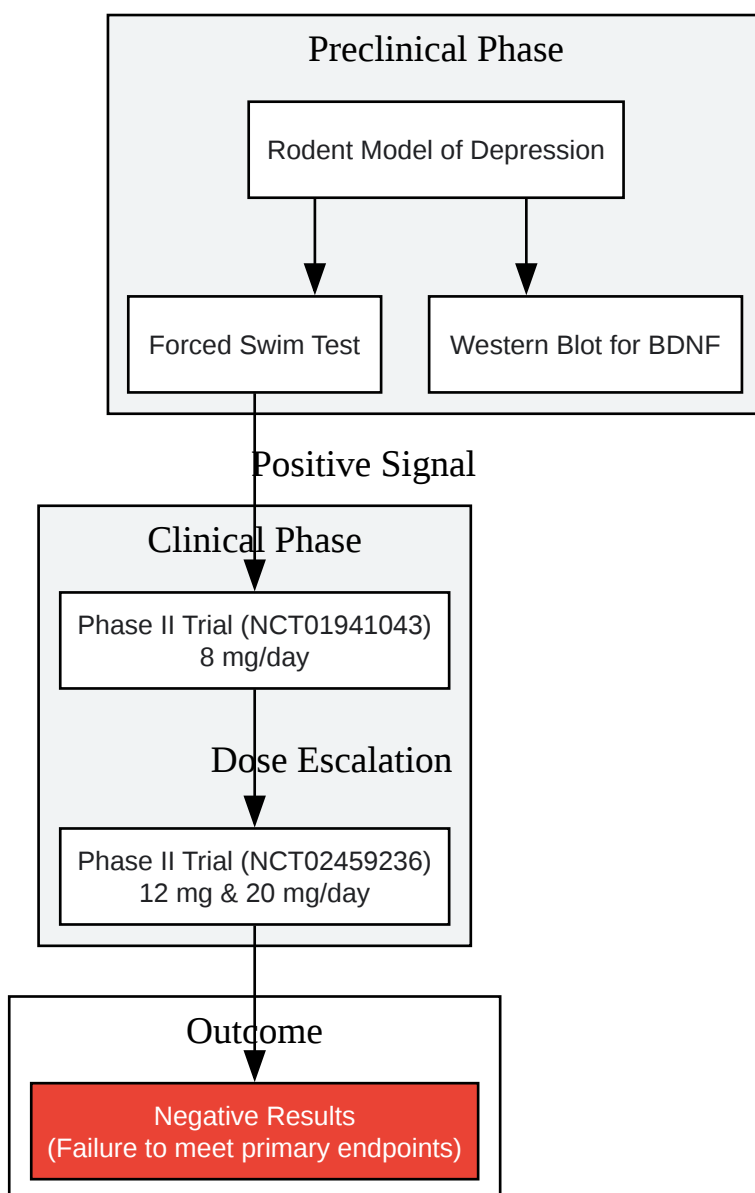 Preclinical Phase
Rodent Model of Depression
Forced Swim Test
Western Blot for BDNF
Positive Signal
Clinical Phase
Phase II Trial (NCT01941043)
8 mg/day
Dose Escalation
Phase II Trial (NCT02459236)
12 mg & 20 mg/day
Outcome
Negative Results
(Failure to meet primary endpoints)